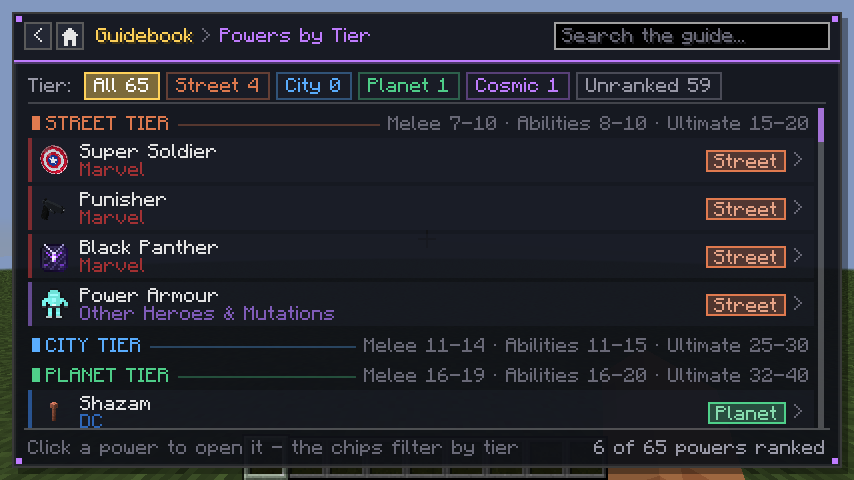 Guidebook > Powers by Tier
Search the guide...
Tier: All 65 Street 4 City 0 Planet 1 Cosmic 1 Unranked 59
STREET TIER Melee 7-10 · Abilities 8-10 · Ultimate 15-20
Super Soldier
Marvel
Street
Punisher
Marvel
Street
Black Panther
Marvel
Street
Power Armour
Other Heroes & Mutations
Street
CITY TIER Melee 11-14 · Abilities 11-15 · Ultimate 25-30
PLANET TIER Melee 16-19 · Abilities 16-20 · Ultimate 32-40
Shazam
DC
Planet
Click a power to open it - the chips filter by tier
6 of 65 powers ranked